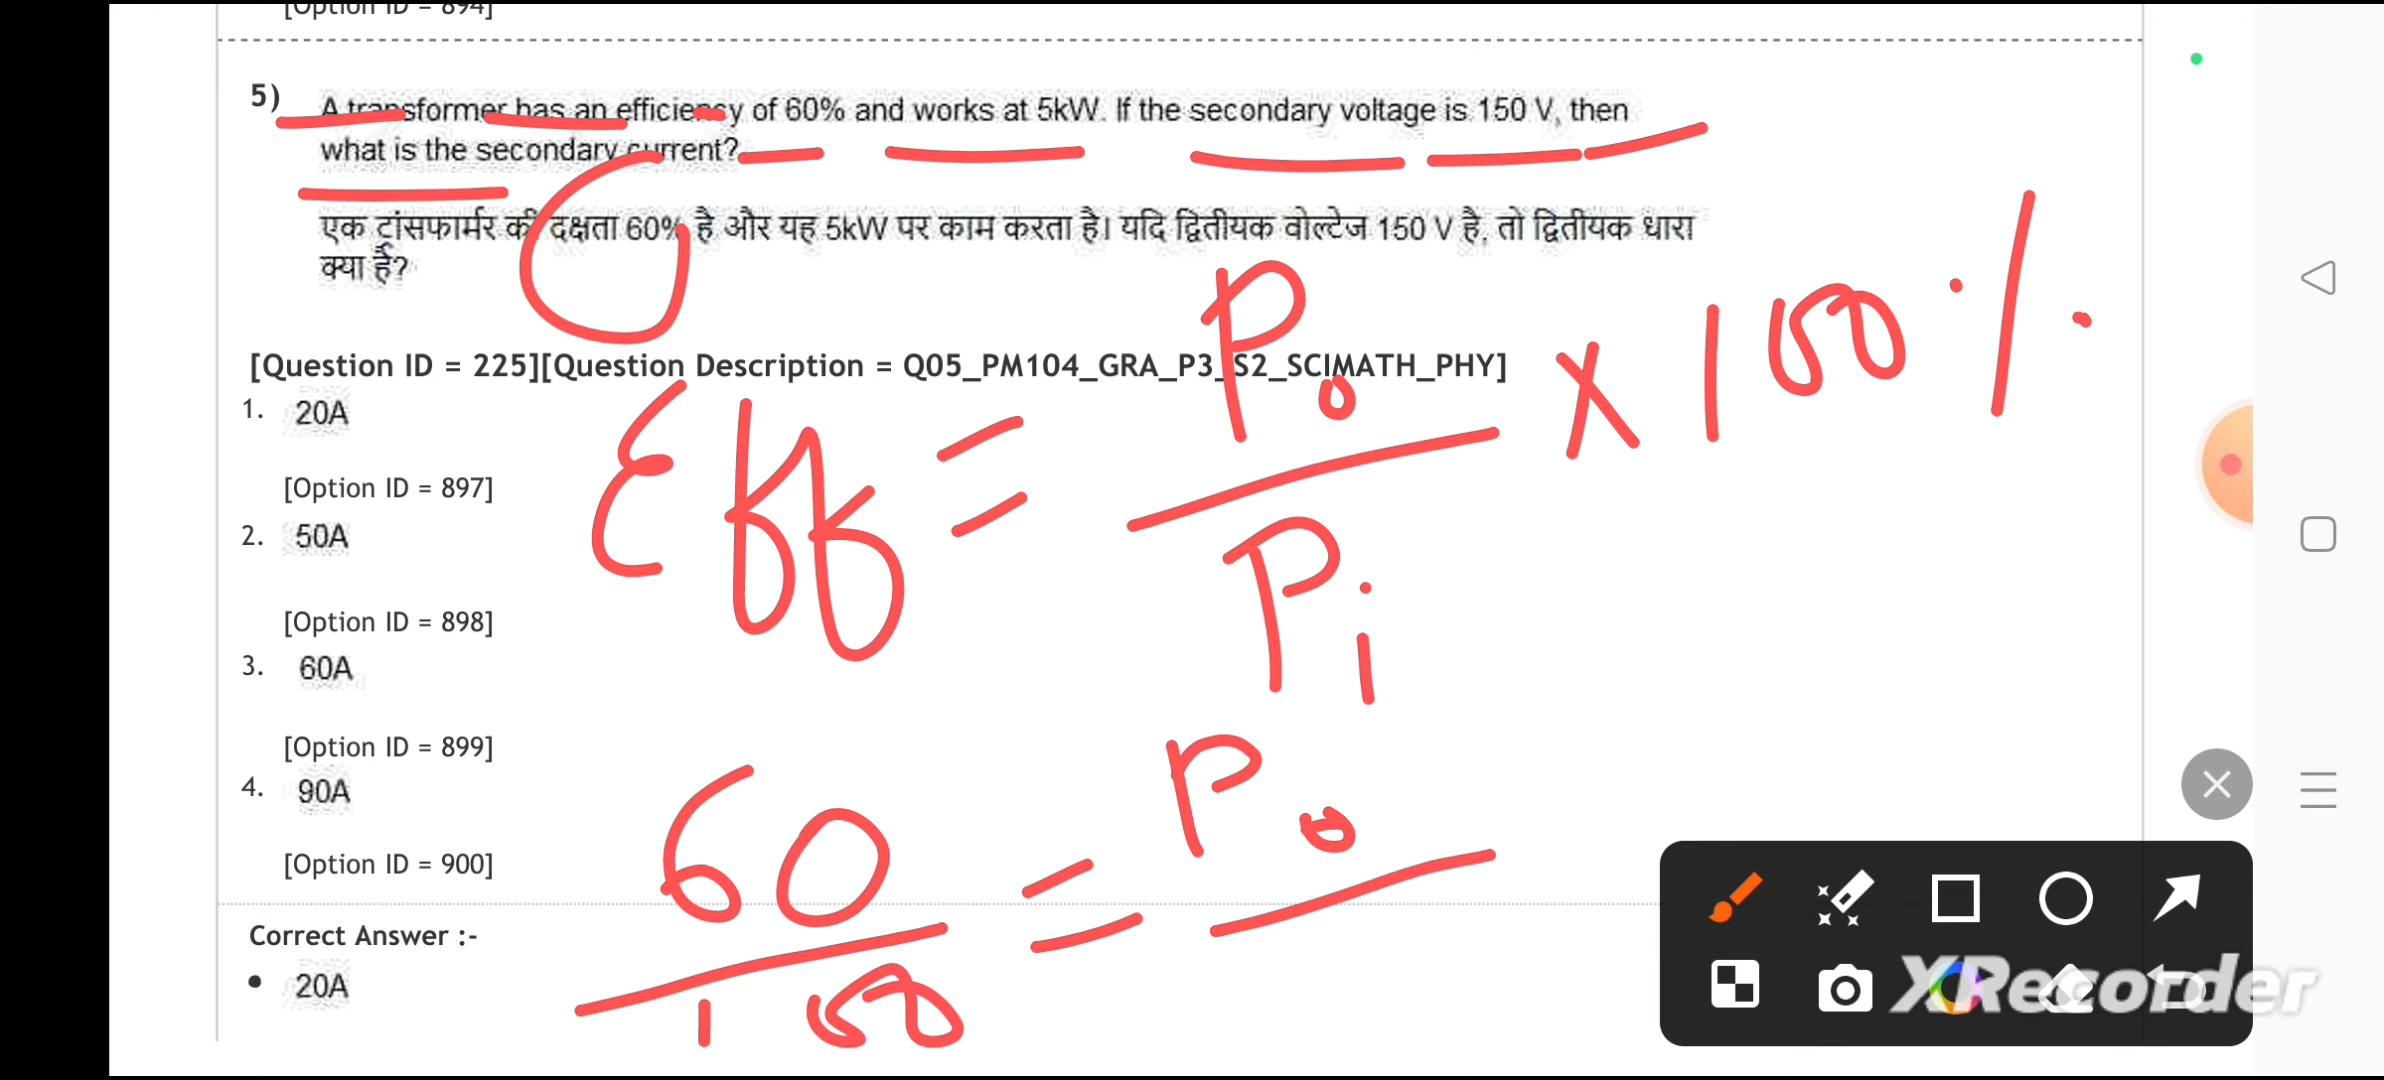 [Option ID = 894]
5) A transformer has an efficiency of 60% and works at 5kW. If the secondary voltage is 150 V, then
what is the secondary current?
एक ट्रांसफार्मर की दक्षता 60% है और यह 5kW पर काम करता है। यदि द्वितीयक वोल्टेज 150 V है, तो द्वितीयक धारा
क्या है?
[Question ID = 225][Question Description = Q05_PM104_GRA_P3_S2_SCIMATH_PHY]
1. 20A
[Option ID = 897]
2. 50A
[Option ID = 898]
3. 60A
[Option ID = 899]
4. 90A
[Option ID = 900]
Correct Answer :-
• 20A
Eff = Po / Pi × 100 %
60 / 100 = Po
XRecorder